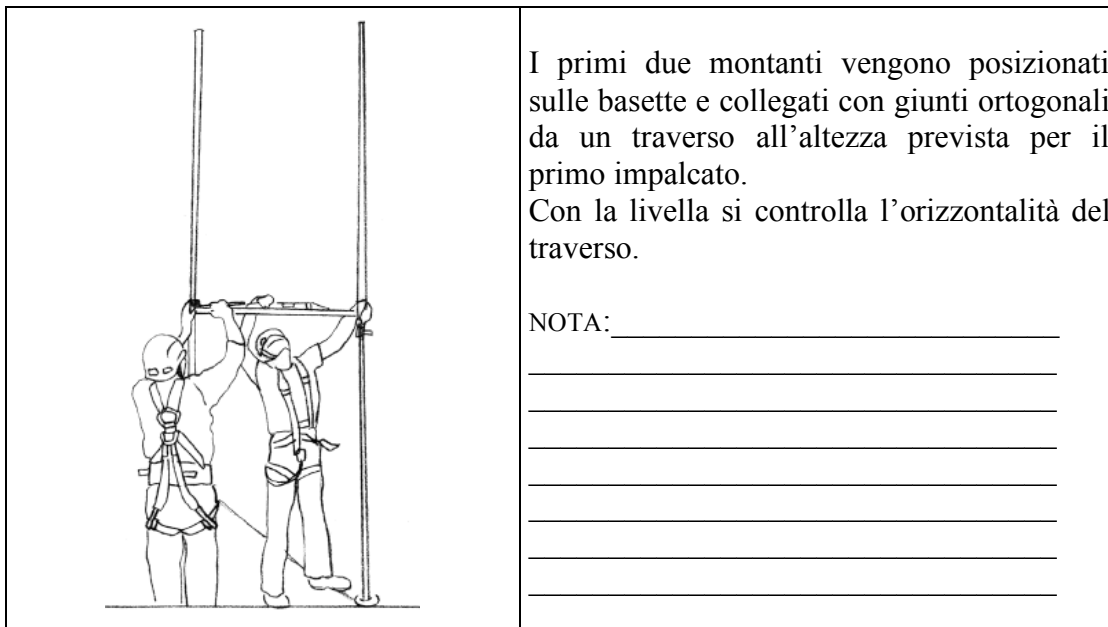 I primi due montanti vengono posizionati
sulle basette e collegati con giunti ortogonali
da un traverso all’altezza prevista per il
primo impalcato.
Con la livella si controlla l’orizzontalità del
traverso.
NOTA: